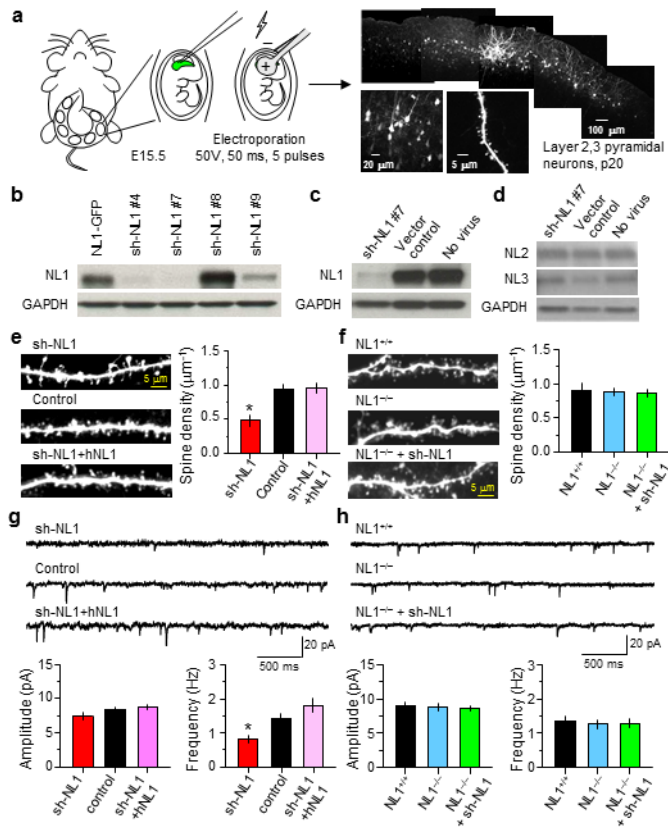 a
E15.5
Electroporation
50V, 50 ms, 5 pulses
−
+
20 μm
5 μm
100 μm
Layer 2,3 pyramidal
neurons, p20
b
NL1-GFP
sh-NL1 #4
sh-NL1 #7
sh-NL1 #8
sh-NL1 #9
NL1
GAPDH
c
sh-NL1 #7
Vector
control
No virus
NL1
GAPDH
d
sh-NL1 #7
Vector
control
No virus
NL2
NL3
GAPDH
e
sh-NL1
5 μm
Control
sh-NL1+hNL1
Spine density (μm⁻¹)
1.5
1.0
0.5
0.0
*
sh-NL1
Control
sh-NL1
+hNL1
f
NL1⁺/⁺
NL1⁻/⁻
NL1⁻/⁻ + sh-NL1
5 μm
Spine density (μm⁻¹)
1.5
1.0
0.5
0.0
NL1⁺/⁺
NL1⁻/⁻
NL1⁻/⁻
+ sh-NL1
g
sh-NL1
Control
sh-NL1+hNL1
20 pA
500 ms
Amplitude (pA)
15
10
5
0
sh-NL1
control
sh-NL1
+hNL1
Frequency (Hz)
3
2
1
0
*
sh-NL1
control
sh-NL1
+hNL1
h
NL1⁺/⁺
NL1⁻/⁻
NL1⁻/⁻ + sh-NL1
20 pA
500 ms
Amplitude (pA)
15
10
5
0
NL1⁺/⁺
NL1⁻/⁻
NL1⁻/⁻
+ sh-NL1
Frequency (Hz)
3
2
1
0
NL1⁺/⁺
NL1⁻/⁻
NL1⁻/⁻
+ sh-NL1